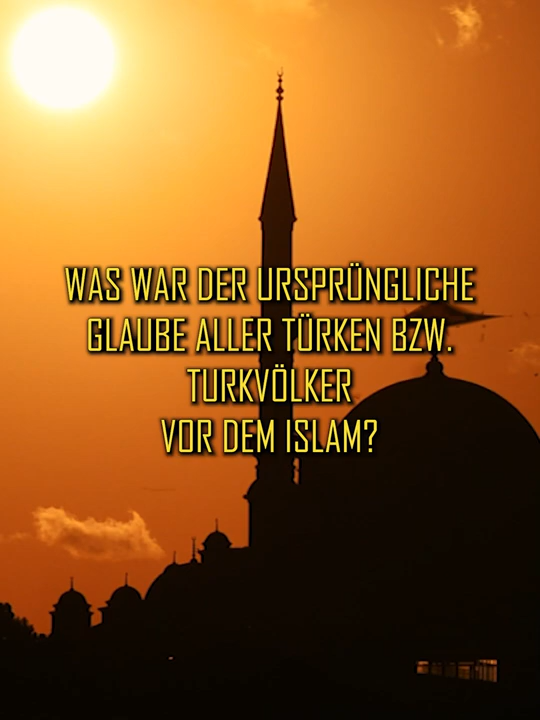 WAS WAR DER URSPRÜNGLICHE
GLAUBE ALLER TÜRKEN BZW.
TURKVÖLKER
VOR DEM ISLAM?